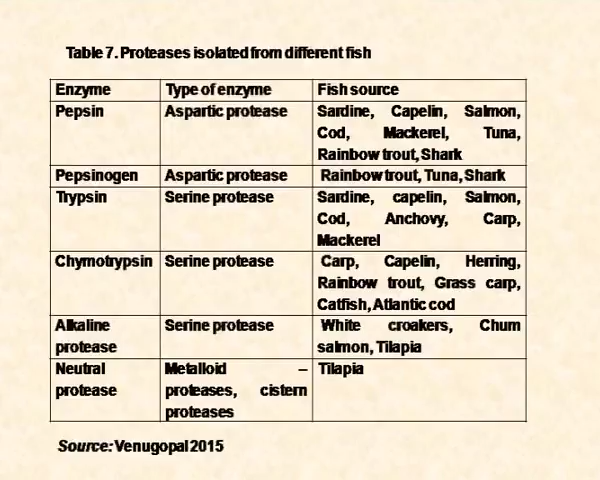 Table 7. Proteases isolated from different fish
Enzyme Type of enzyme Fish source
Pepsin Aspartic protease Sardine, Capelin, Salmon,
Cod, Mackerel, Tuna,
Rainbow trout, Shark
Pepsinogen Aspartic protease Rainbow trout, Tuna, Shark
Trypsin Serine protease Sardine, capelin, Salmon,
Cod, Anchovy, Carp,
Mackerel
Chymotrypsin Serine protease Carp, Capelin, Herring,
Rainbow trout, Grass carp,
Catfish, Atlantic cod
Alkaline Serine protease White croakers, Chum
protease salmon, Tilapia
Neutral Metalloid – Tilapia
protease proteases, cistern
proteases
Source: Venugopal 2015